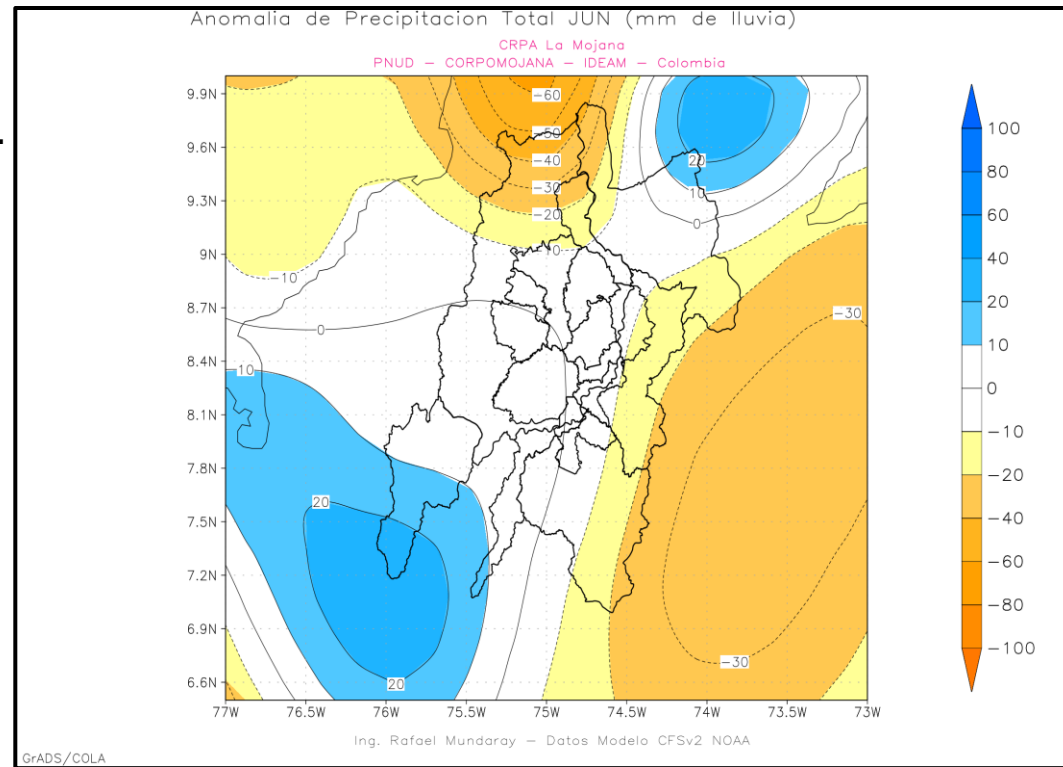 Anomalia de Precipitacion Total JUN (mm de lluvia)
CRPA La Mojana
PNUD – CORPOMOJANA – IDEAM – Colombia
9.9N
9.6N
9.3N
9N
8.7N
8.4N
8.1N
7.8N
7.5N
7.2N
6.9N
6.6N
77W 76.5W 76W 75.5W 75W 74.5W 74W 73.5W 73W
-60
-50
-40
-30
-20
-10
20
10
0
-10
0
-30
10
20
-30
20
100
80
60
40
20
10
0
-10
-20
-40
-60
-80
-100
Ing. Rafael Mundaray – Datos Modelo CFSv2 NOAA
GrADS/COLA